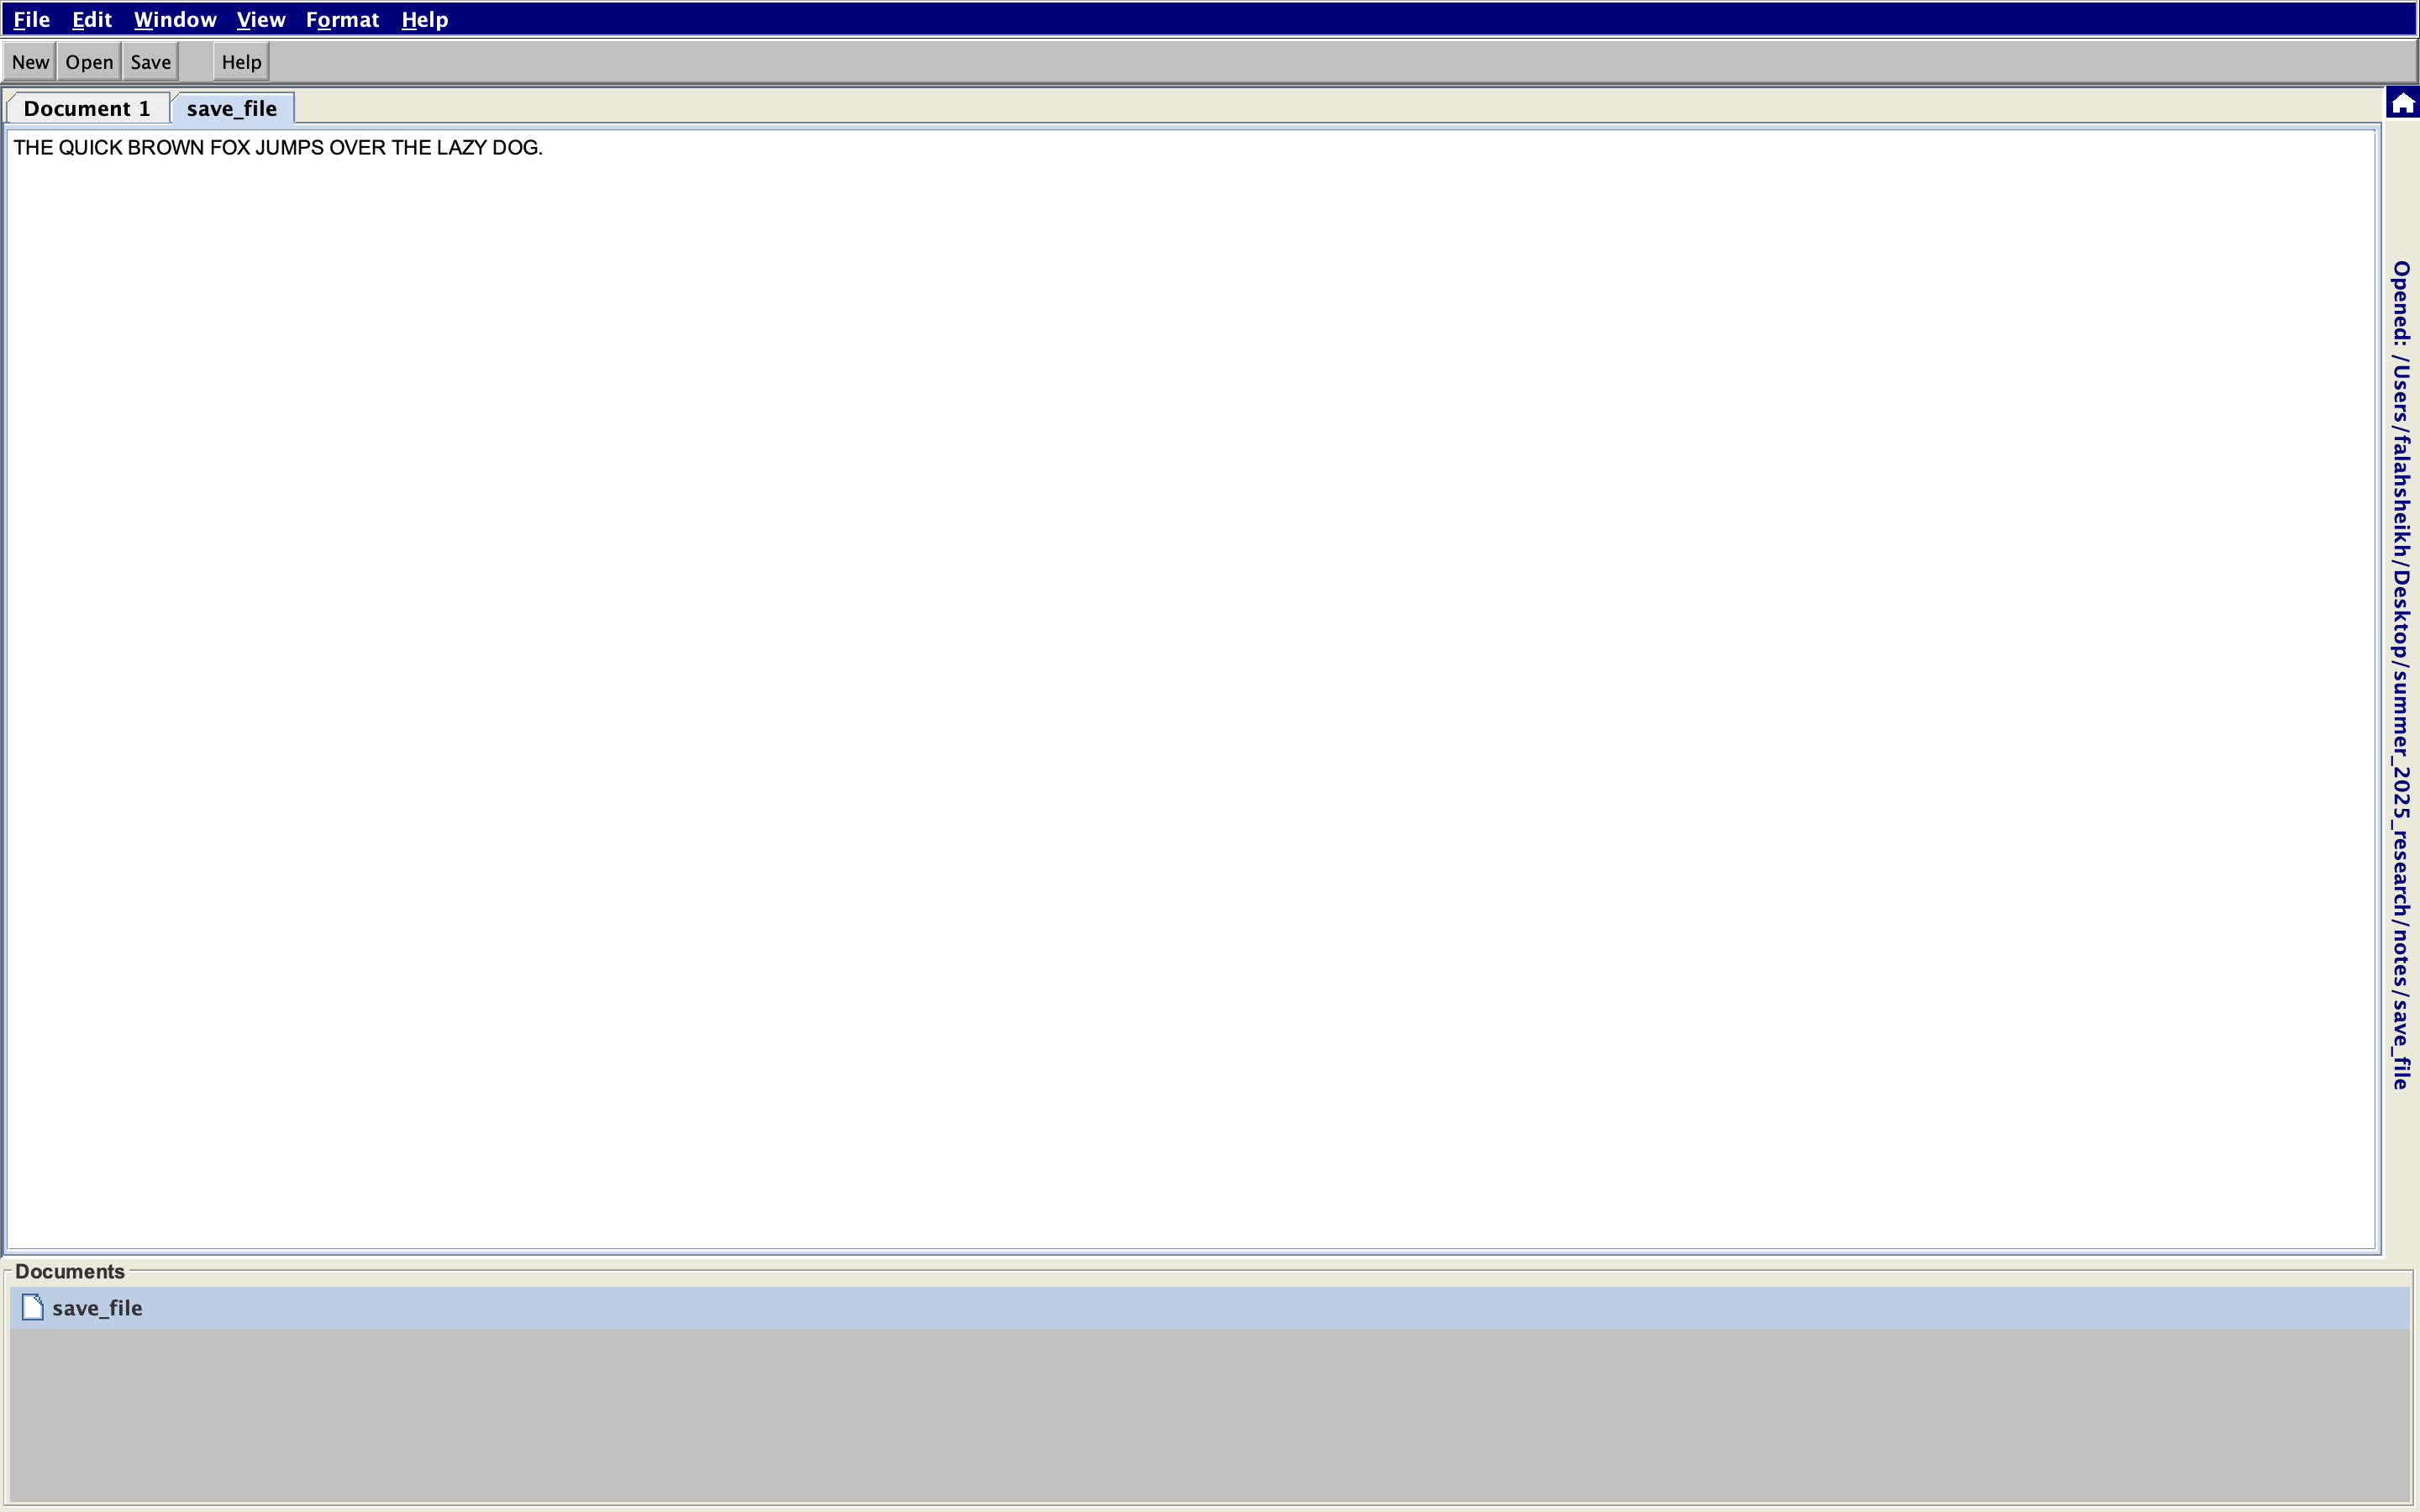 File Edit Window View Format Help
New Open Save Help
Document 1 save_file
THE QUICK BROWN FOX JUMPS OVER THE LAZY DOG.
Opened: /Users/falahsheikh/Desktop/summer_2025_research/notes/save_file
Documents
save_file